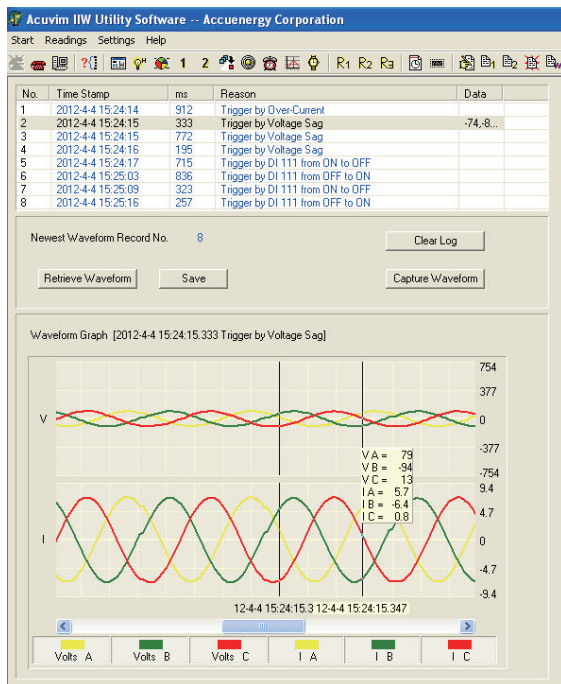 Acuvim IIW Utility Software -- Accuenergy Corporation
Start Readings Settings Help
1 2 R1 R2 R3
No. Time Stamp ms Reason Data
1 2012-4-4 15:24:14 912 Trigger by Over-Current
2 2012-4-4 15:24:15 333 Trigger by Voltage Sag -74,-8...
3 2012-4-4 15:24:15 772 Trigger by Voltage Sag
4 2012-4-4 15:24:16 195 Trigger by Voltage Sag
5 2012-4-4 15:24:17 715 Trigger by DI 111 from ON to OFF
6 2012-4-4 15:25:03 836 Trigger by DI 111 from OFF to ON
7 2012-4-4 15:25:09 323 Trigger by DI 111 from ON to OFF
8 2012-4-4 15:25:16 257 Trigger by DI 111 from OFF to ON
Newest Waveform Record No. 8
Clear Log
Retrieve Waveform Save Capture Waveform
Waveform Graph [2012-4-4 15:24:15.333 Trigger by Voltage Sag]
754
377
V 0
-377
-754
V A = 79
V B = -94
V C = 13
I A = 5.7
I B = -6.4
I C = 0.8
9.4
4.7
I 0
-4.7
-9.4
12-4-4 15:24:15.3 12-4-4 15:24:15.347
Volts A Volts B Volts C I A I B I C